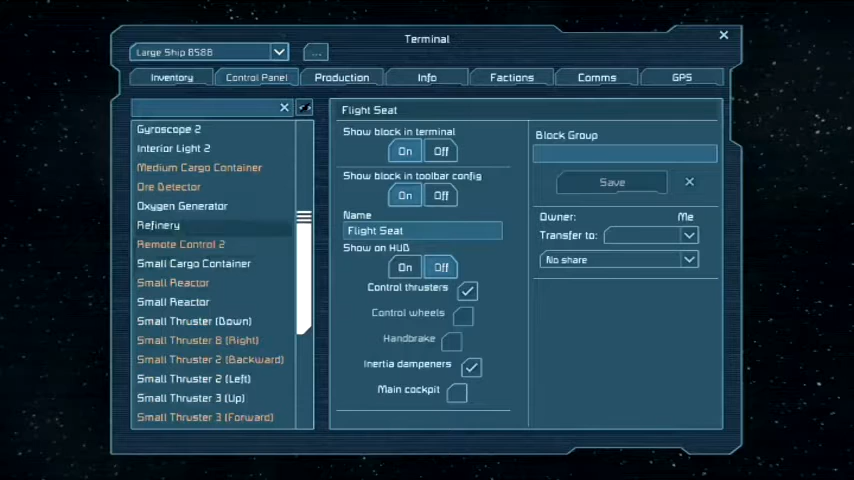 Terminal
Large Ship 8588
...
Inventory
Control Panel
Production
Info
Factions
Comms
GPS
Gyroscope 2
Interior Light 2
Medium Cargo Container
Ore Detector
Oxygen Generator
Refinery
Remote Control 2
Small Cargo Container
Small Reactor
Small Reactor
Small Thruster (Down)
Small Thruster 8 (Right)
Small Thruster 2 (Backward)
Small Thruster 2 (Left)
Small Thruster 3 (Up)
Small Thruster 3 (Forward)
Flight Seat
Show block in terminal
On Off
Show block in toolbar config
On Off
Name
Flight Seat
Show on HUD
On Off
Control thrusters
Control wheels
Handbrake
Inertia dampeners
Main cockpit
Block Group
Save
Owner: Me
Transfer to:
No share